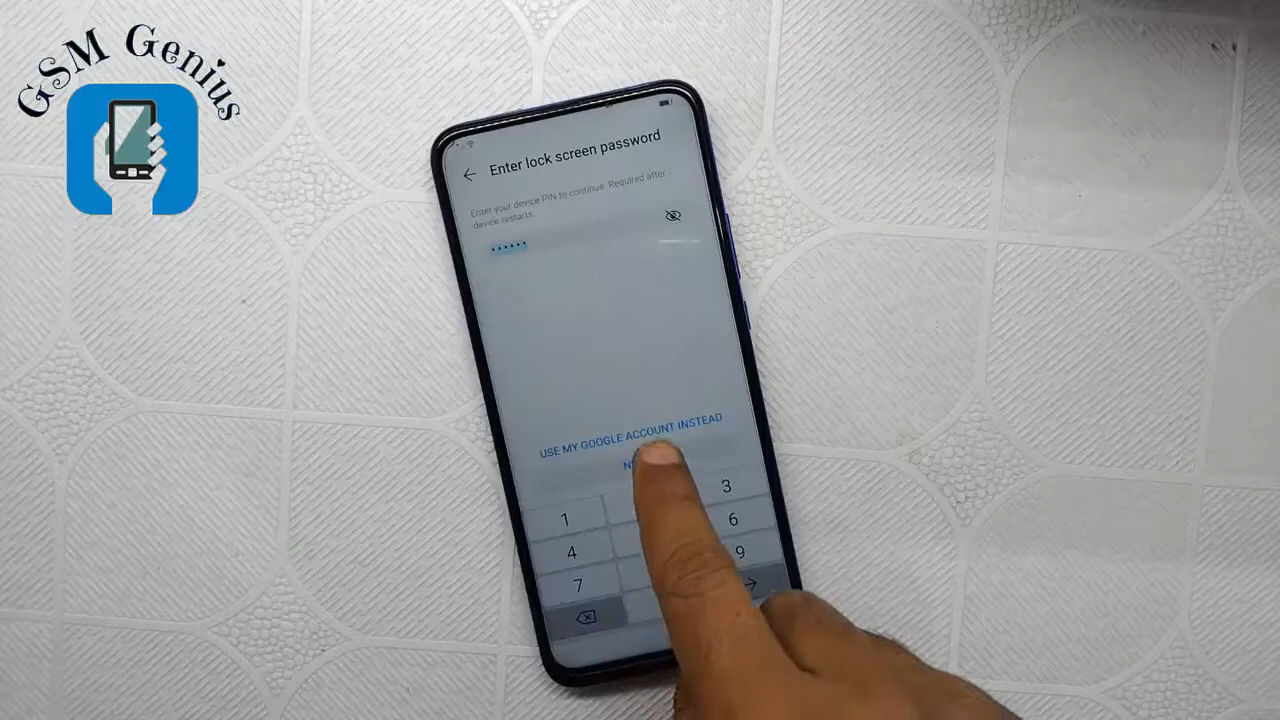 GSM Genius
Enter lock screen password
Enter your device PIN to continue. Required after
device restarts.
USE MY GOOGLE ACCOUNT INSTEAD
1
3
4
6
7
9